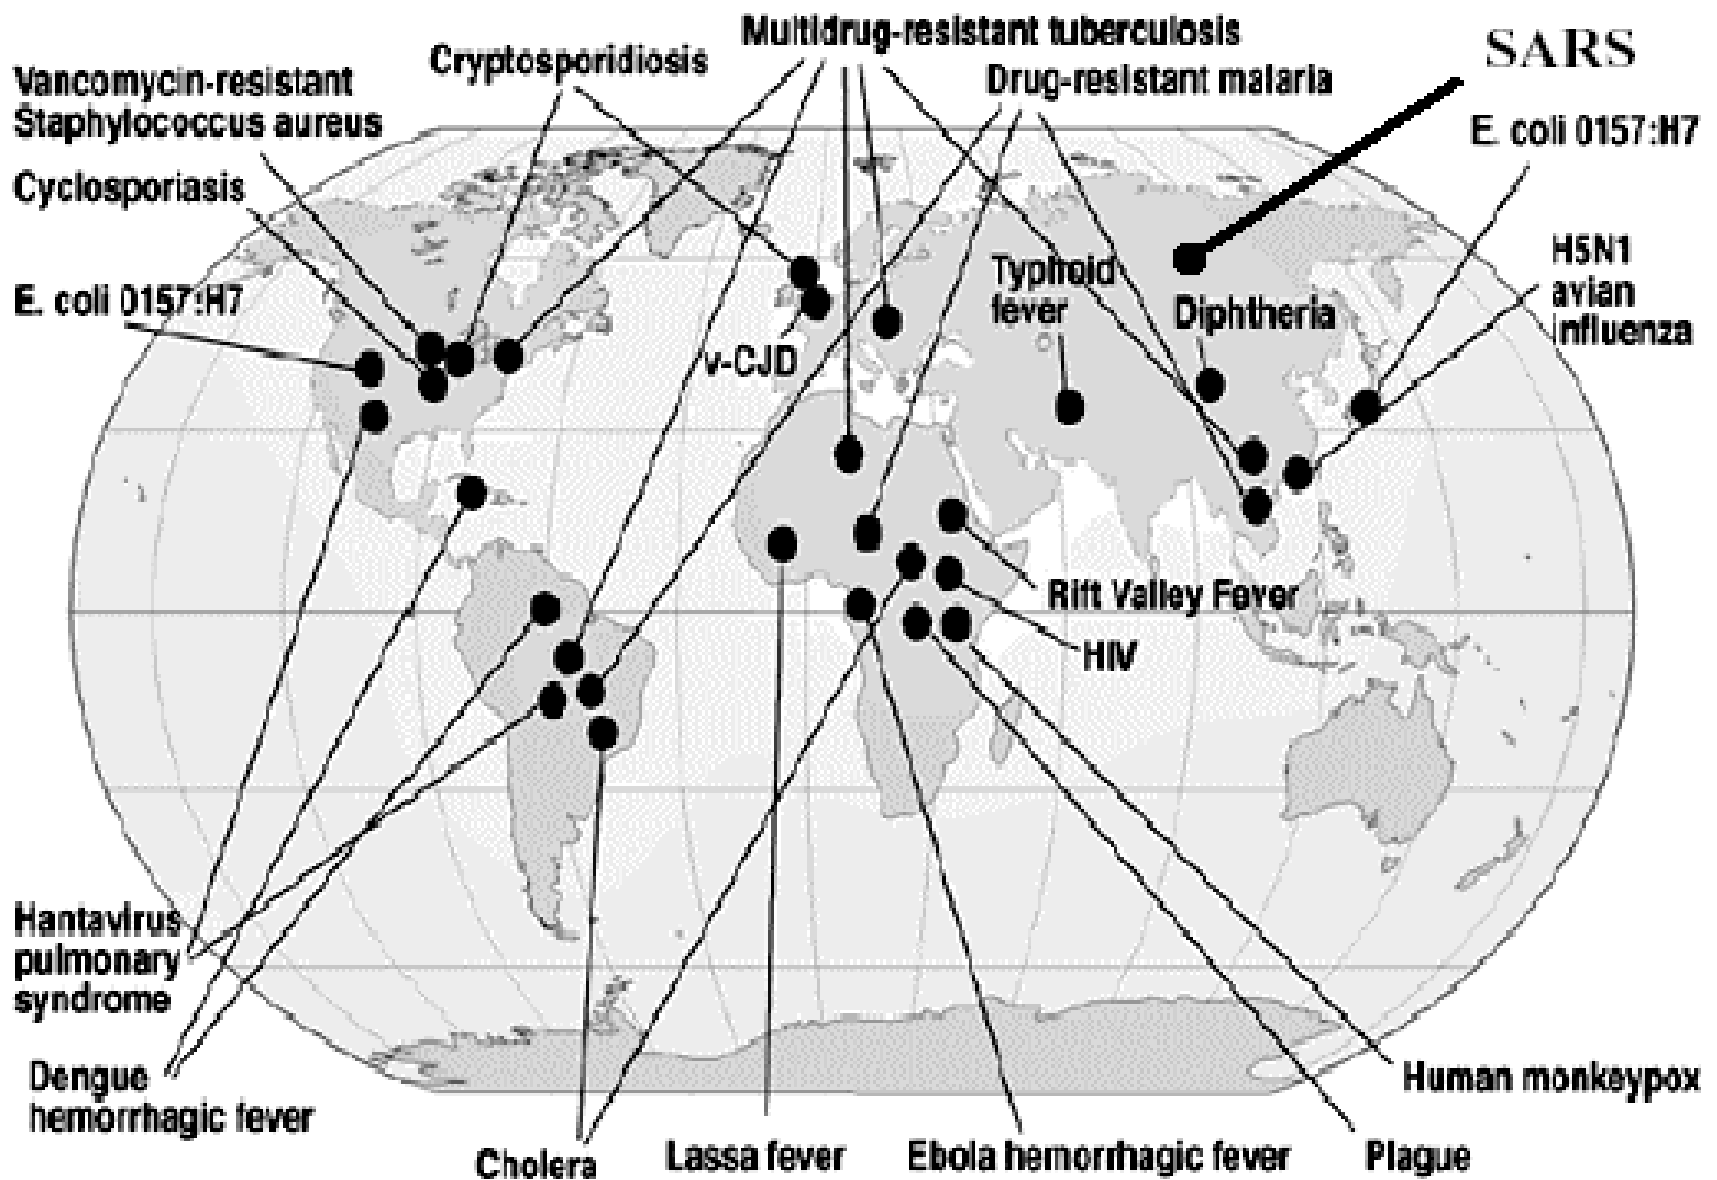 Multidrug-resistant tuberculosis
SARS
Cryptosporidiosis
Drug-resistant malaria
Vancomycin-resistant
Staphylococcus aureus
E. coli 0157:H7
Cyclosporiasis
H5N1
avian
influenza
Typhoid
fever
E. coli 0157:H7
Diphtheria
v-CJD
Rift Valley Fever
HIV
Hantavirus
pulmonary
syndrome
Dengue
hemorrhagic fever
Human monkeypox
Cholera
Lassa fever
Ebola hemorrhagic fever
Plague